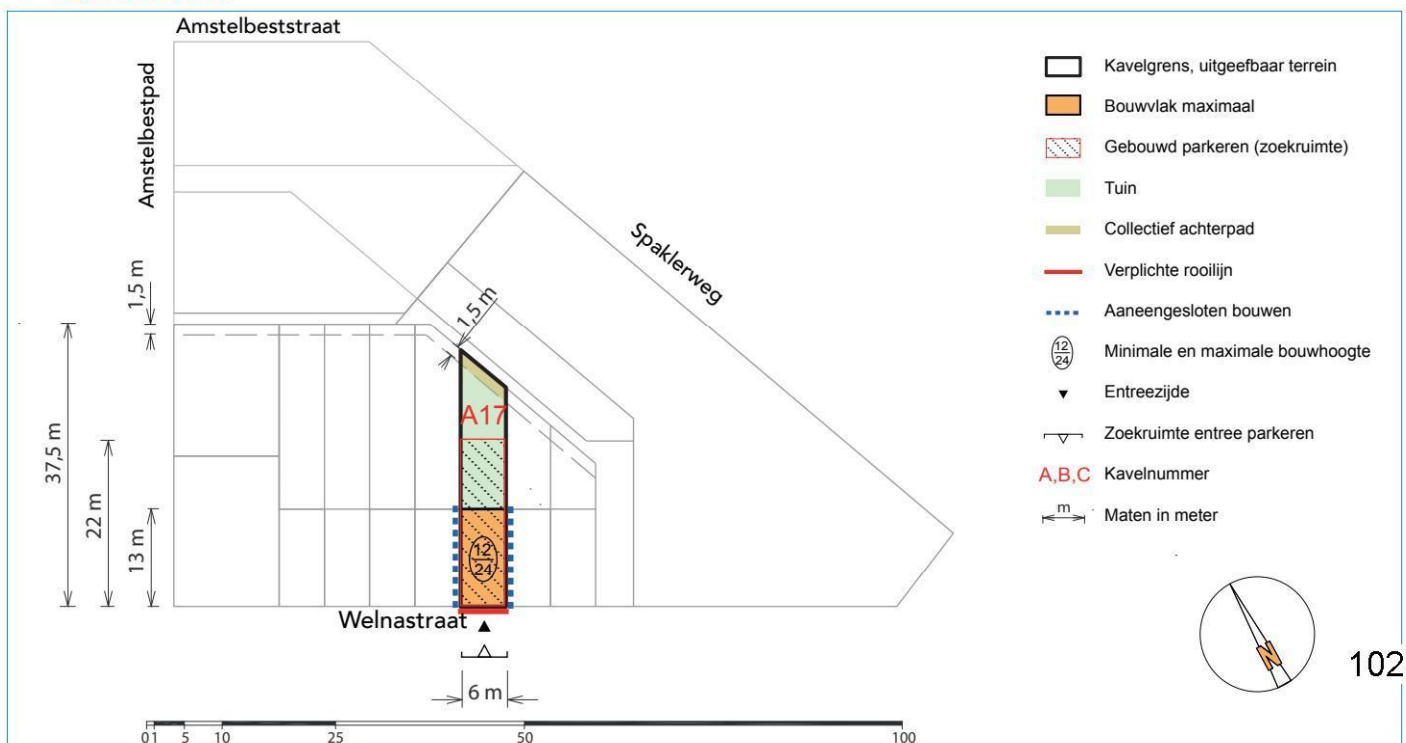 Amstelbeststraat
Amstelbestpad
Spaklerweg
1,5 m
1,5 m
37,5 m
22 m
13 m
A17
12
24
Welnastraat
6 m
01 5 10 25 50 100
Kavelgrens, uitgeefbaar terrein
Bouwvlak maximaal
Gebouwd parkeren (zoekruimte)
Tuin
Collectief achterpad
Verplichte rooilijn
Aaneengesloten bouwen
12
24
Minimale en maximale bouwhoogte
Entreezijde
Zoekruimte entree parkeren
A,B,C Kavelnummer
m Maten in meter
N
102